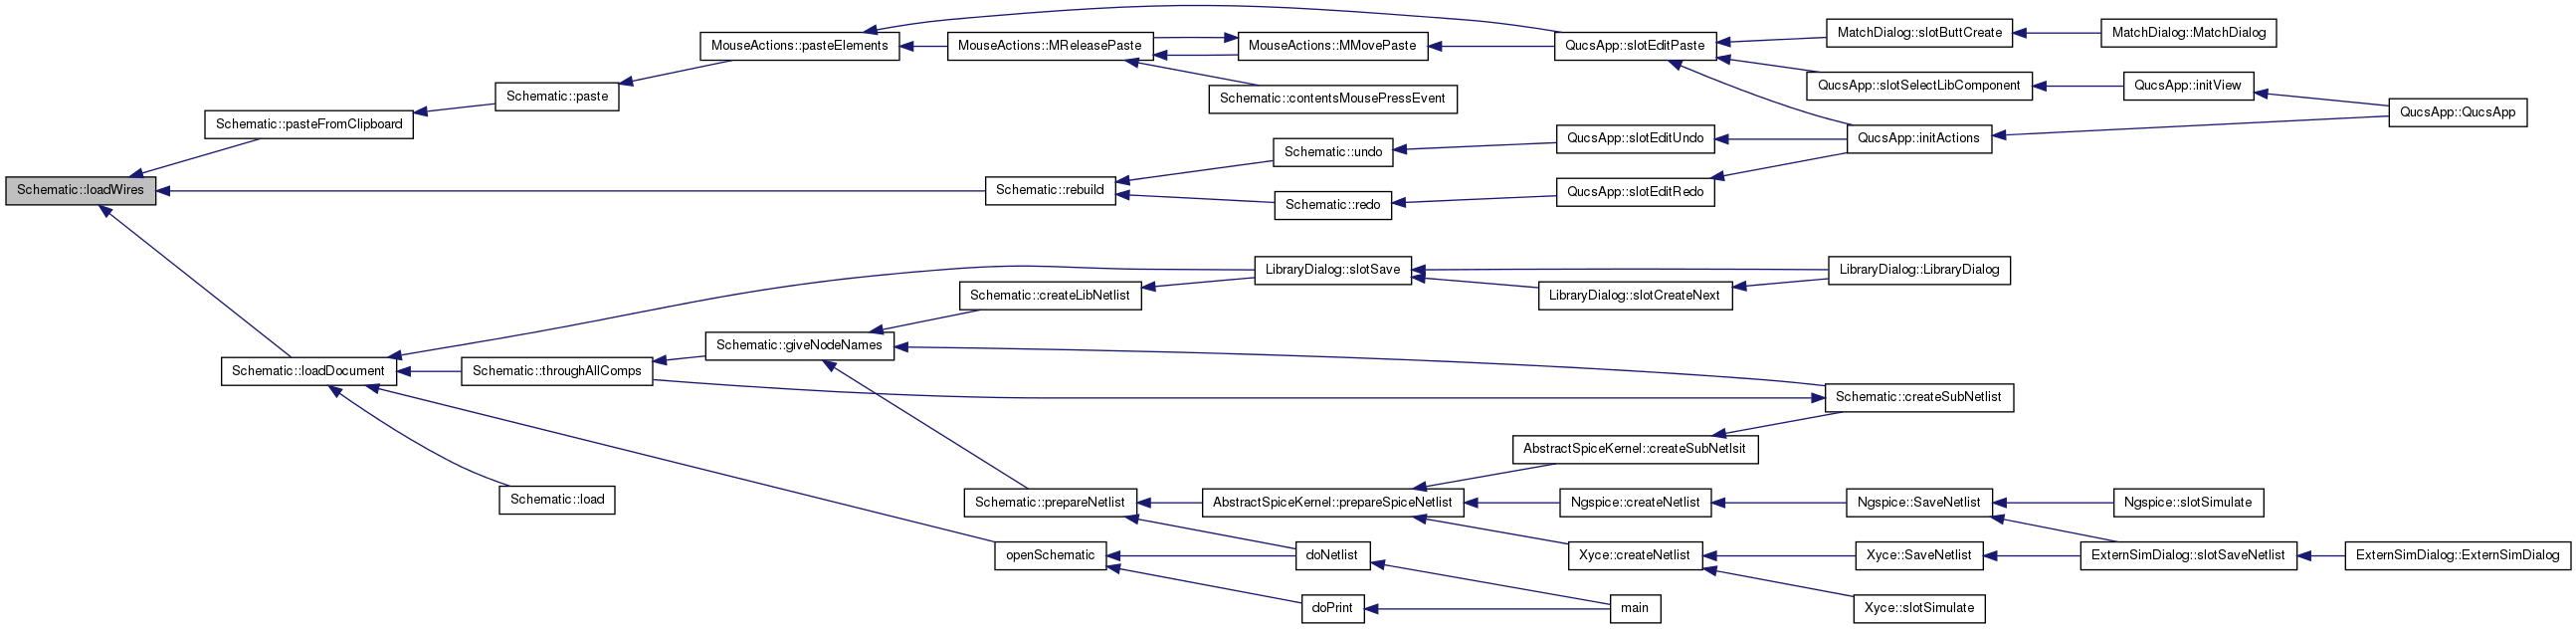 MouseActions::pasteElements
MouseActions::MReleasePaste
MouseActions::MMovePaste
QucsApp::slotEditPaste
MatchDialog::slotButtCreate
MatchDialog::MatchDialog
Schematic::paste
Schematic::contentsMousePressEvent
QucsApp::slotSelectLibComponent
QucsApp::initView
QucsApp::QucsApp
Schematic::pasteFromClipboard
Schematic::undo
QucsApp::slotEditUndo
QucsApp::initActions
Schematic::loadWires
Schematic::rebuild
Schematic::redo
QucsApp::slotEditRedo
LibraryDialog::slotSave
LibraryDialog::LibraryDialog
Schematic::createLibNetlist
LibraryDialog::slotCreateNext
Schematic::giveNodeNames
Schematic::loadDocument
Schematic::throughAllComps
Schematic::createSubNetlist
AbstractSpiceKernel::createSubNetlsit
Schematic::load
Schematic::prepareNetlist
AbstractSpiceKernel::prepareSpiceNetlist
Ngspice::createNetlist
Ngspice::SaveNetlist
Ngspice::slotSimulate
openSchematic
doNetlist
Xyce::createNetlist
Xyce::SaveNetlist
ExternSimDialog::slotSaveNetlist
ExternSimDialog::ExternSimDialog
doPrint
main
Xyce::slotSimulate